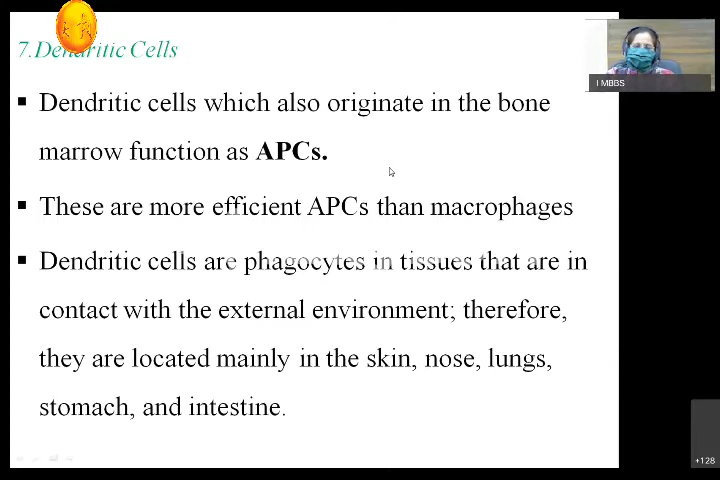 7.Dendritic Cells
I MBBS
▪ Dendritic cells which also originate in the bone
marrow function as APCs.
▪ These are more efficient APCs than macrophages
▪ Dendritic cells are phagocytes in tissues that are in
contact with the external environment; therefore,
they are located mainly in the skin, nose, lungs,
stomach, and intestine.
+128